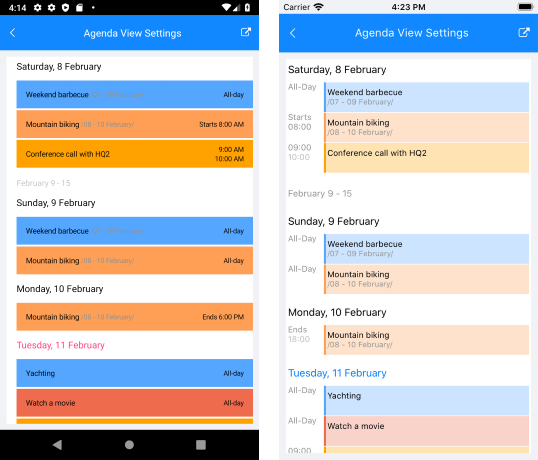 4:14
Agenda View Settings
Saturday, 8 February
Weekend barbecue /07 - 09 February/ All-day
Mountain biking /08 - 10 February/ Starts 8:00 AM
Conference call with HQ2 9:00 AM
10:00 AM
February 9 - 15
Sunday, 9 February
Weekend barbecue /07 - 09 February/ All-day
Mountain biking /08 - 10 February/ All-day
Monday, 10 February
Mountain biking /08 - 10 February/ Ends 6:00 PM
Tuesday, 11 February
Yachting All-day
Watch a movie All-day
Carrier 4:23 PM
Agenda View Settings
Saturday, 8 February
All-Day Weekend barbecue
/07 - 09 February/
Starts Mountain biking
08:00 /08 - 10 February/
09:00 Conference call with HQ2
10:00
February 9 - 15
Sunday, 9 February
All-Day Weekend barbecue
/07 - 09 February/
All-Day Mountain biking
/08 - 10 February/
Monday, 10 February
Ends Mountain biking
18:00 /08 - 10 February/
Tuesday, 11 February
All-Day Yachting
All-Day Watch a movie
09:00